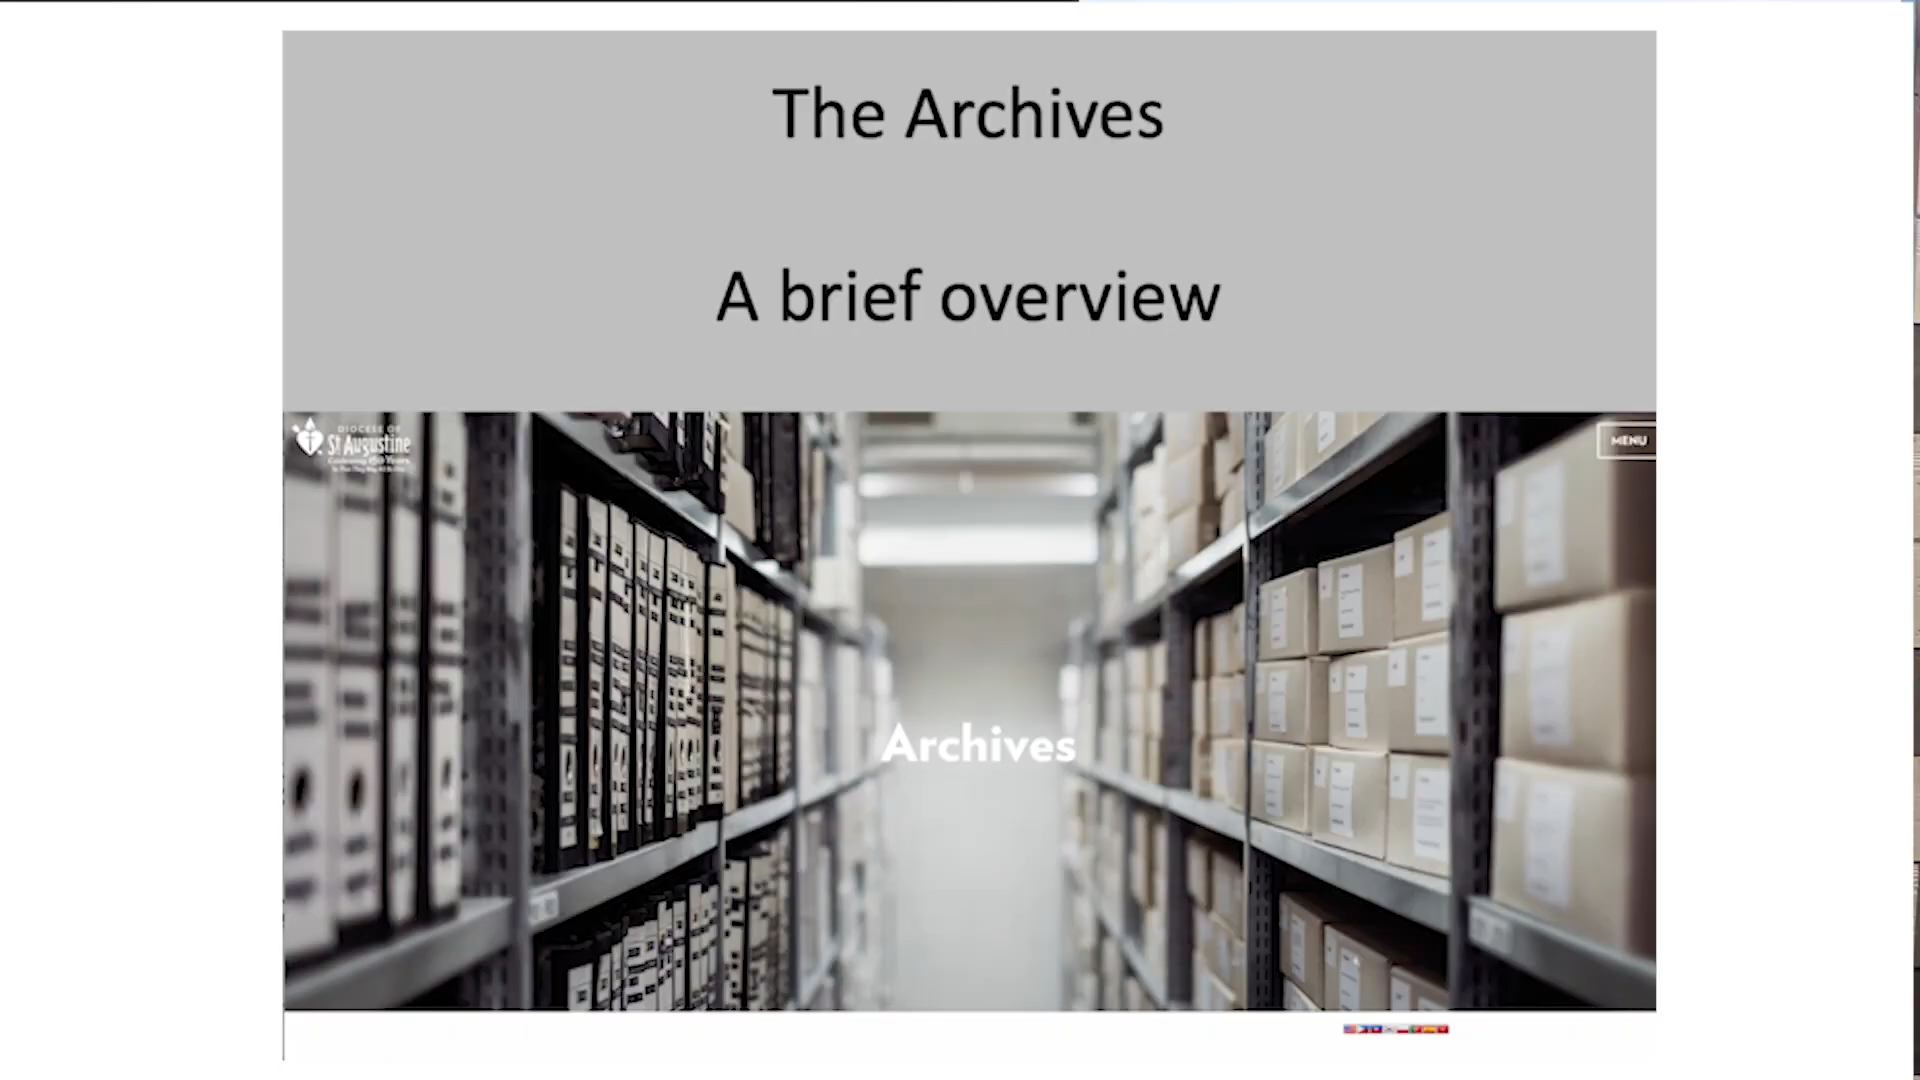 The Archives
A brief overview
DIOCESE OF
St Augustine
MENU
Archives